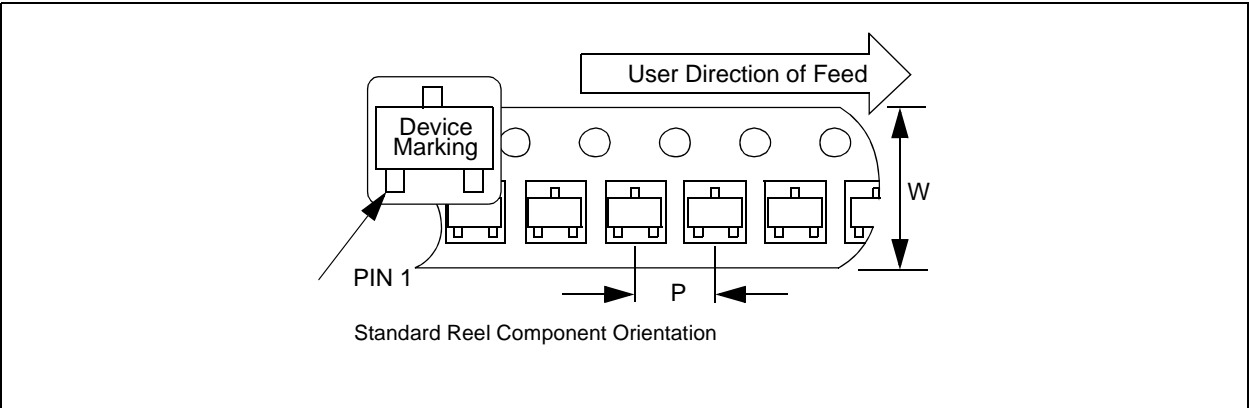 User Direction of Feed
Device
Marking
W
PIN 1
P
Standard Reel Component Orientation